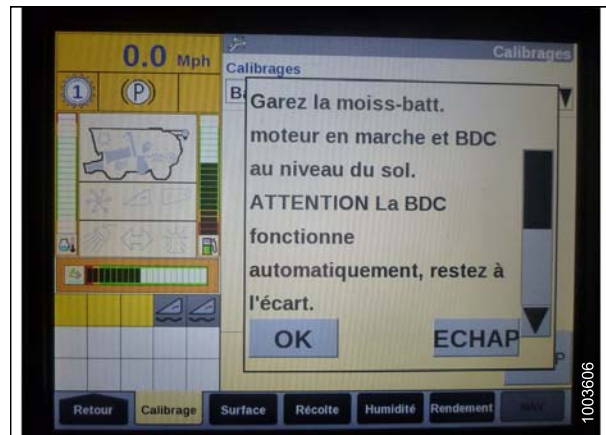 0.0 Mph
Calibrages
Calibrages
1
(P)
Garez la moiss-batt.
moteur en marche et BDC
au niveau du sol.
ATTENTION La BDC
fonctionne
automatiquement, restez à
l'écart.
OK
ECHAP
P
Retour
Calibrage
Surface
Récolte
Humidité
Rendement
1003606